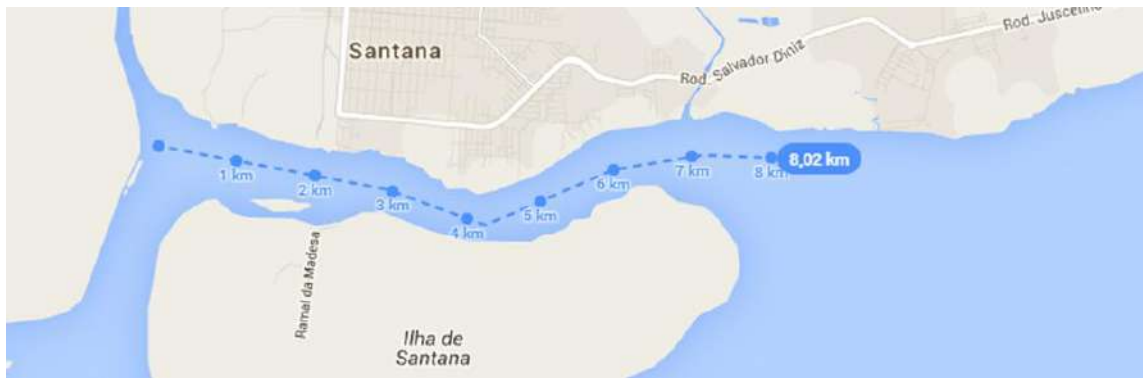 Rod. Juscelino
Santana
Rod. Salvador Diniz
8,02 km
1 km
2 km
3 km
4 km
5 km
6 km
7 km
8 km
Ramal da Madesa
Ilha de
Santana